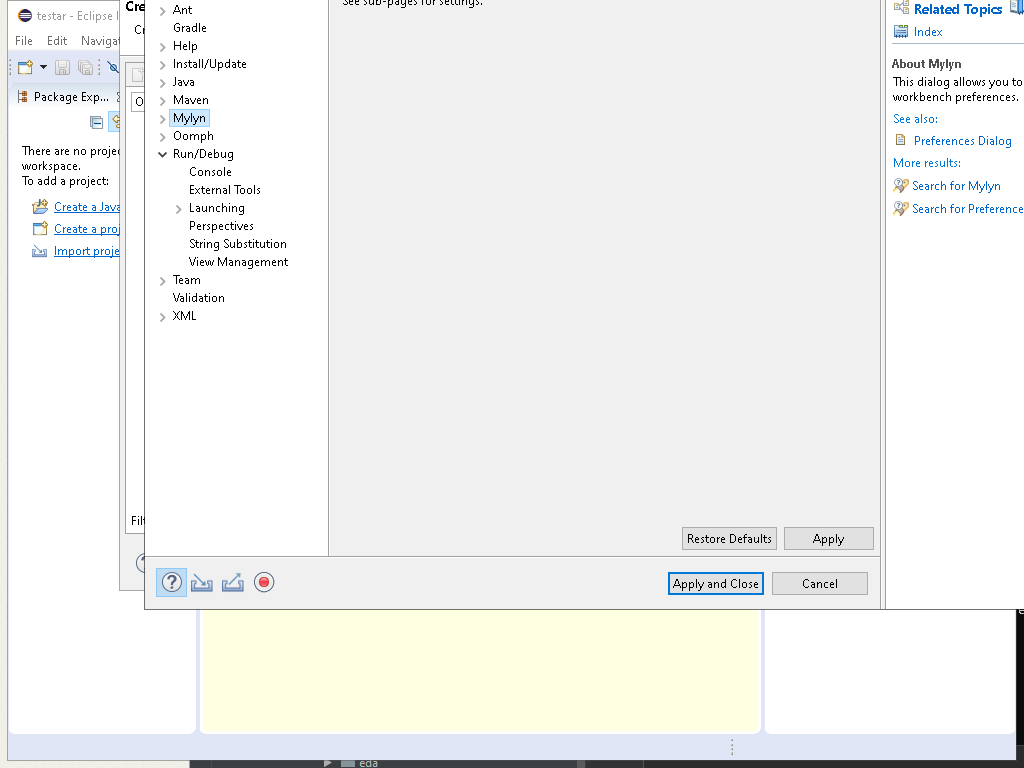 testar - Eclipse I
File Edit Navigat
Package Exp...
There are no projec
workspace.
To add a project:
Create a Java
Create a proj
Import proje
Cre
Cr
O
Filt
Ant
Gradle
Help
Install/Update
Java
Maven
Mylyn
Oomph
Run/Debug
Console
External Tools
Launching
Perspectives
String Substitution
View Management
Team
Validation
XML
See sub-pages for settings.
Restore Defaults
Apply
Apply and Close
Cancel
Related Topics
Index
About Mylyn
This dialog allows you to
workbench preferences.
See also:
Preferences Dialog
More results:
Search for Mylyn
Search for Preference
eda